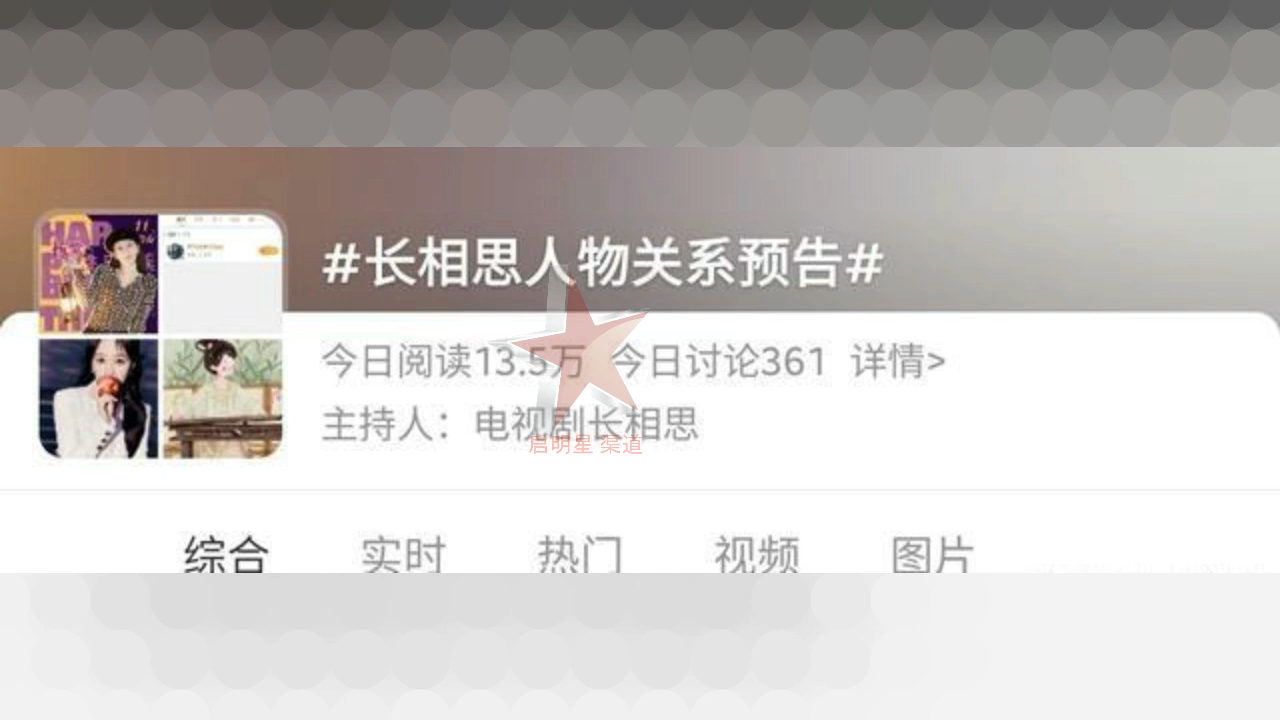 #长相思人物关系预告#
今日阅读13.5万 今日讨论361 详情>
主持人：电视剧长相思
启明星 渠道
综合 实时 热门 视频 图片